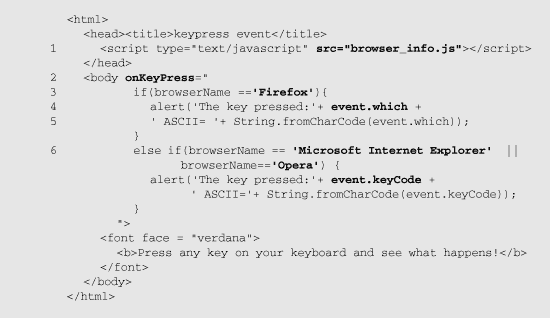 <html>
<head><title>keypress event</title>
1 <script type="text/javascript" src="browser_info.js"></script>
</head>
2 <body onKeyPress="
3 if(browserName =='Firefox'){
4 alert('The key pressed:'+ event.which +
5 ' ASCII= '+ String.fromCharCode(event.which));
}
6 else if(browserName == 'Microsoft Internet Explorer' ||
browserName=='Opera') {
alert('The key pressed:'+ event.keyCode +
' ASCII='+ String.fromCharCode(event.keyCode));
}
">
<font face = "verdana">
<b>Press any key on your keyboard and see what happens!</b>
</font>
</body>
</html>